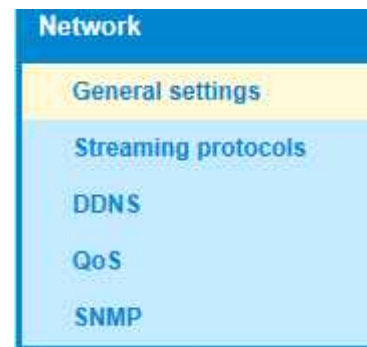 Network
General settings
Streaming protocols
DDNS
QoS
SNMP